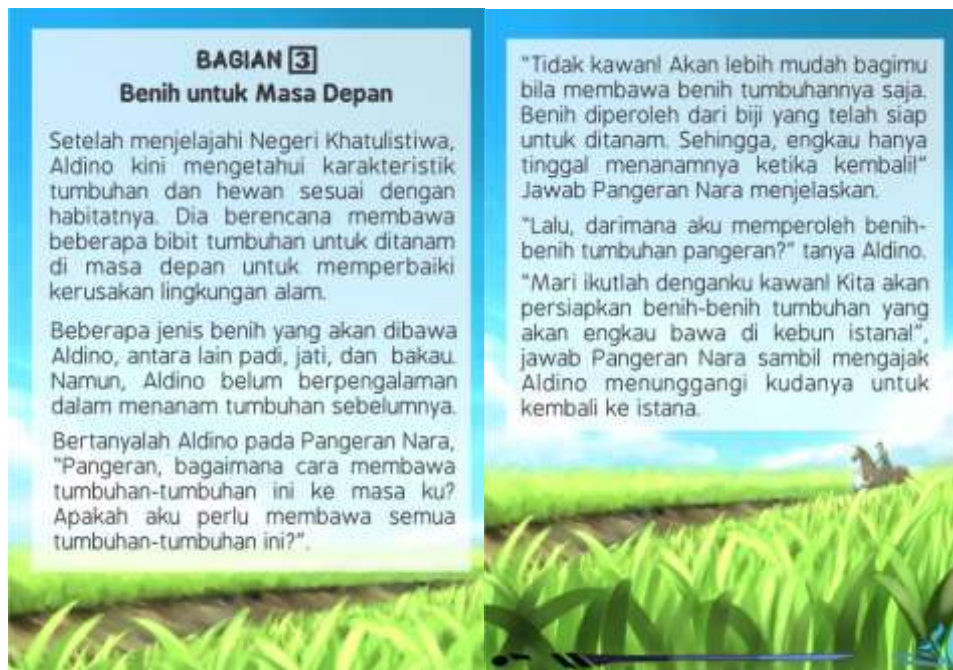 BAGIAN 3
Benih untuk Masa Depan
Setelah menjelajahi Negeri Khatulistiwa,
Aldino kini mengetahui karakteristik
tumbuhan dan hewan sesuai dengan
habitatnya. Dia berencana membawa
beberapa bibit tumbuhan untuk ditanam
di masa depan untuk memperbaiki
kerusakan lingkungan alam.
Beberapa jenis benih yang akan dibawa
Aldino, antara lain padi, jati, dan bakau.
Namun, Aldino belum berpengalaman
dalam menanam tumbuhan sebelumnya.
Bertanyalah Aldino pada Pangeran Nara,
"Pangeran, bagaimana cara membawa
tumbuhan-tumbuhan ini ke masa ku?
Apakah aku perlu membawa semua
tumbuhan-tumbuhan ini?".
"Tidak kawan! Akan lebih mudah bagimu
bila membawa benih tumbuhannya saja.
Benih diperoleh dari biji yang telah siap
untuk ditanam. Sehingga, engkau hanya
tinggal menanamnya ketika kembali!"
Jawab Pangeran Nara menjelaskan.
"Lalu, darimana aku memperoleh benih-
benih tumbuhan pangeran?" tanya Aldino.
"Mari ikutlah denganku kawan! Kita akan
persiapkan benih-benih tumbuhan yang
akan engkau bawa di kebun istana!",
jawab Pangeran Nara sambil mengajak
Aldino menunggangi kudanya untuk
kembali ke istana.